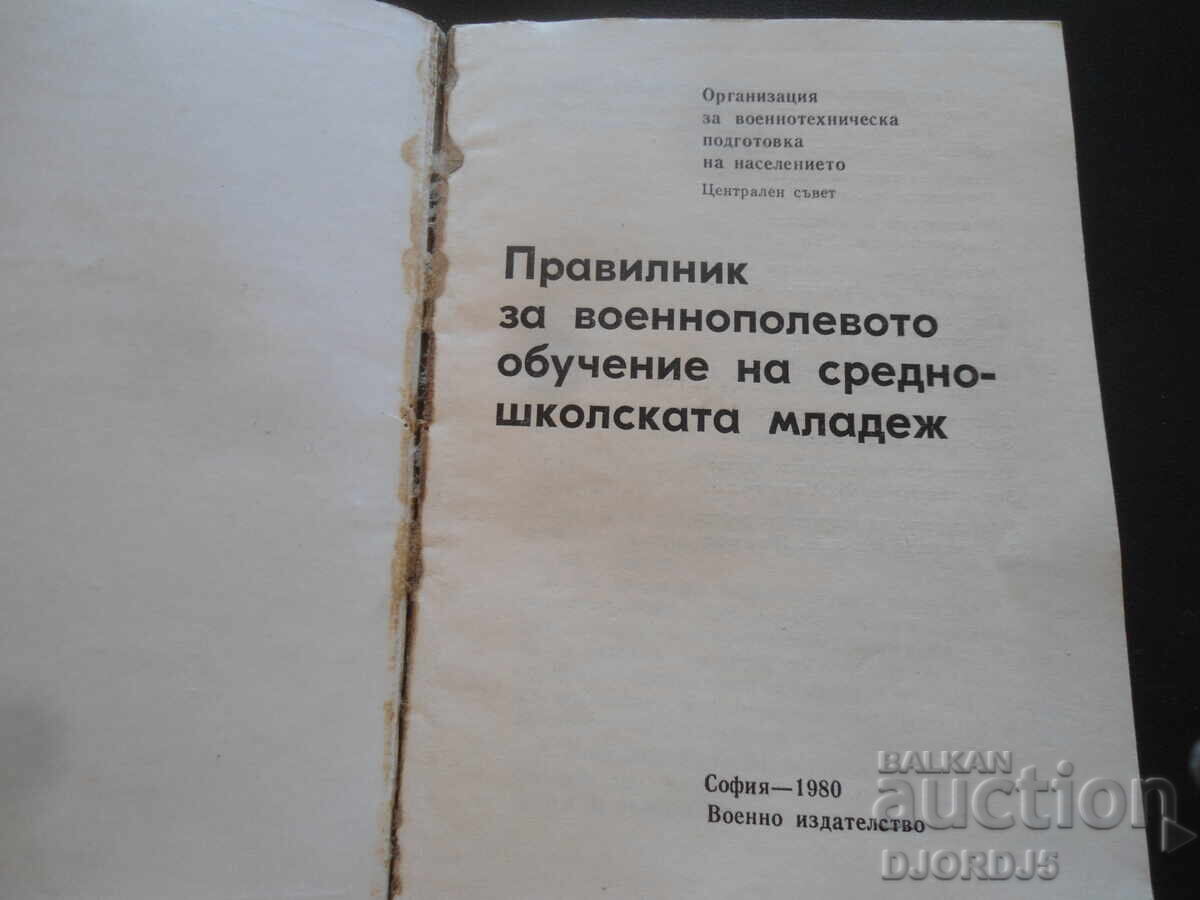 Организация
за военнотехническа
подготовка
на населението
Централен съвет
Правилник
за военнополевото
обучение на средно-
школската младеж
София—1980
Военно издателство
BALKAN
auction
DJORDJ5